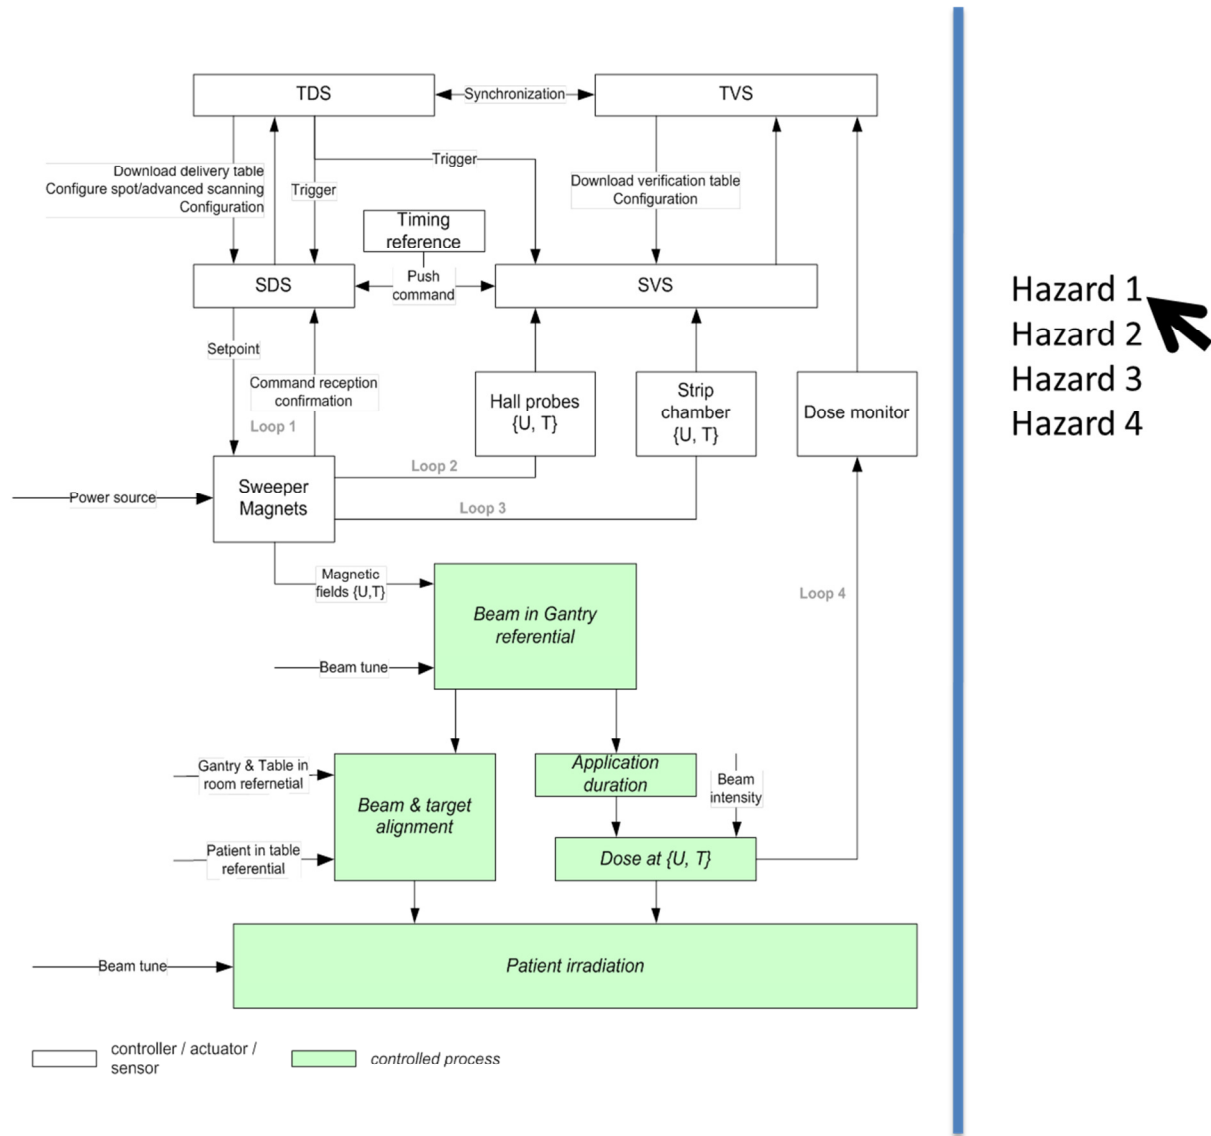 TDS
Synchronization
TVS
Download delivery table
Configure spot/advanced scanning
Configuration
Trigger
Trigger
Download verification table
Configuration
Timing
reference
SDS
Push
command
SVS
Setpoint
Command reception
confirmation
Loop 1
Hall probes
{U, T}
Strip
chamber
{U, T}
Dose monitor
Loop 2
Power source
Sweeper
Magnets
Loop 3
Magnetic
fields {U,T}
Beam in Gantry
referential
Loop 4
Beam tune
Gantry & Table in
room refernetial
Beam & target
alignment
Application
duration
Beam
intensity
Patient in table
referential
Dose at {U, T}
Beam tune
Patient irradiation
controller / actuator /
sensor
controlled process
Hazard 1
Hazard 2
Hazard 3
Hazard 4